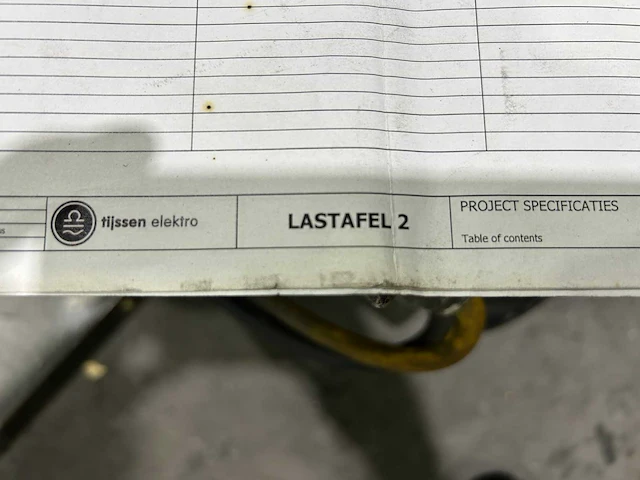 tijssen elektro
LASTAFEL 2
PROJECT SPECIFICATIES
Table of contents